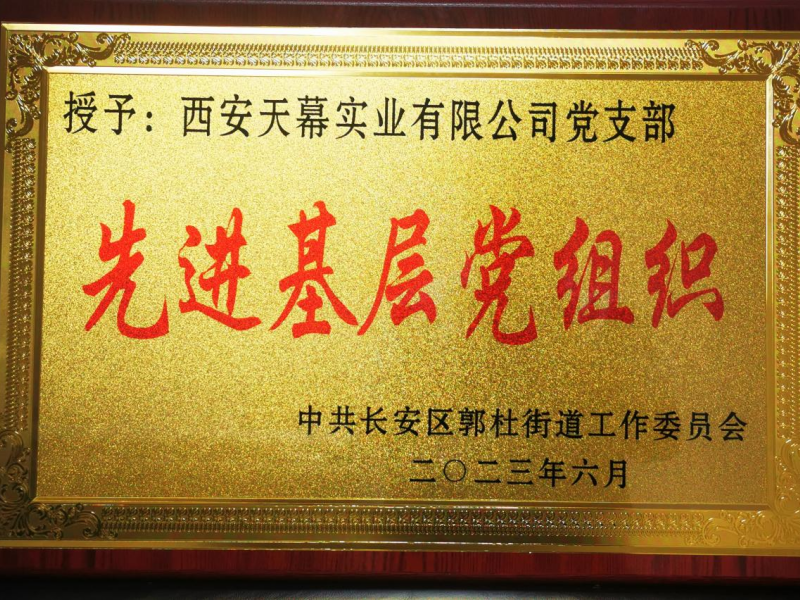 授予：西安天幕实业有限公司党支部
先进基层党组织
中共长安区郭杜街道工作委员会
二〇二三年六月